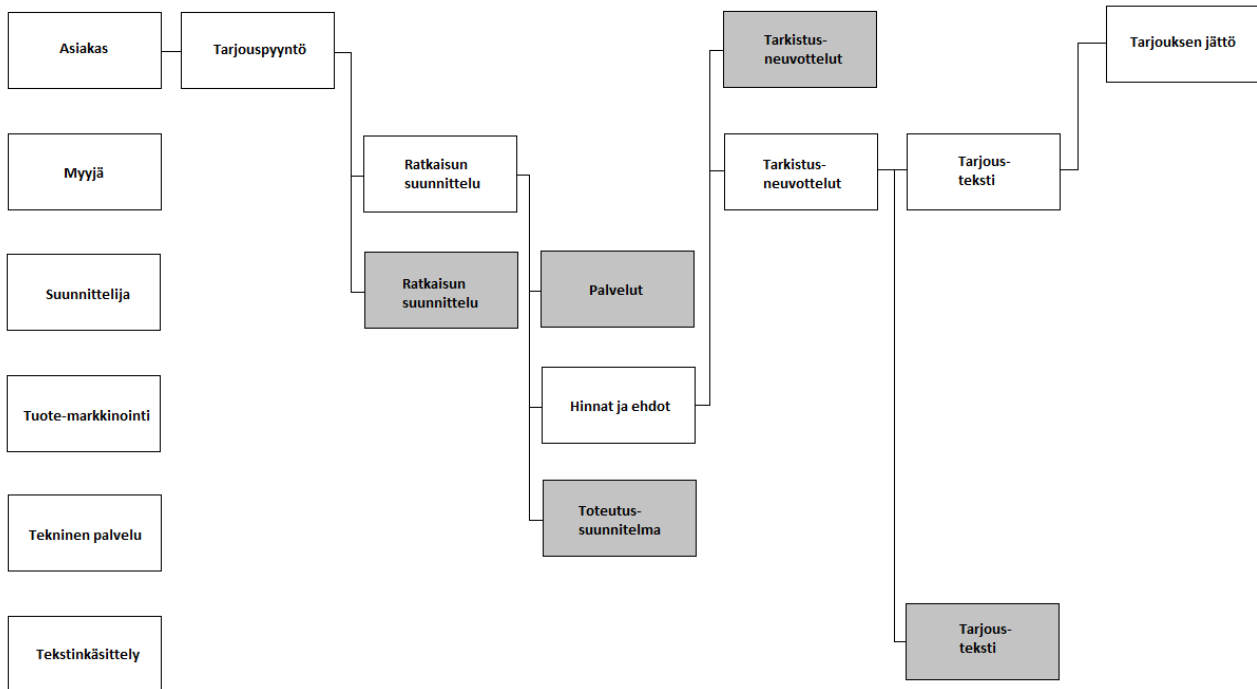 Asiakas
Tarjouspyyntö
Tarkistus-
neuvottelut
Tarjouksen jättö
Myyjä
Ratkaisun
suunnittelu
Tarkistus-
neuvottelut
Tarjous-
teksti
Suunnittelija
Ratkaisun
suunnittelu
Palvelut
Tuote-markkinointi
Hinnat ja ehdot
Tekninen palvelu
Toteutus-
suunnitelma
Tekstinkäsittely
Tarjous-
teksti